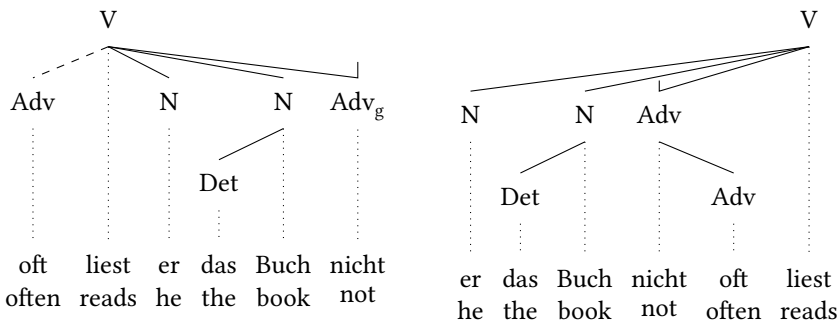 V
Adv N N Adv_g
Det
oft liest er das Buch nicht
often reads he the book not
V
N N Adv
Det Adv
er das Buch nicht oft liest
he the book not often reads